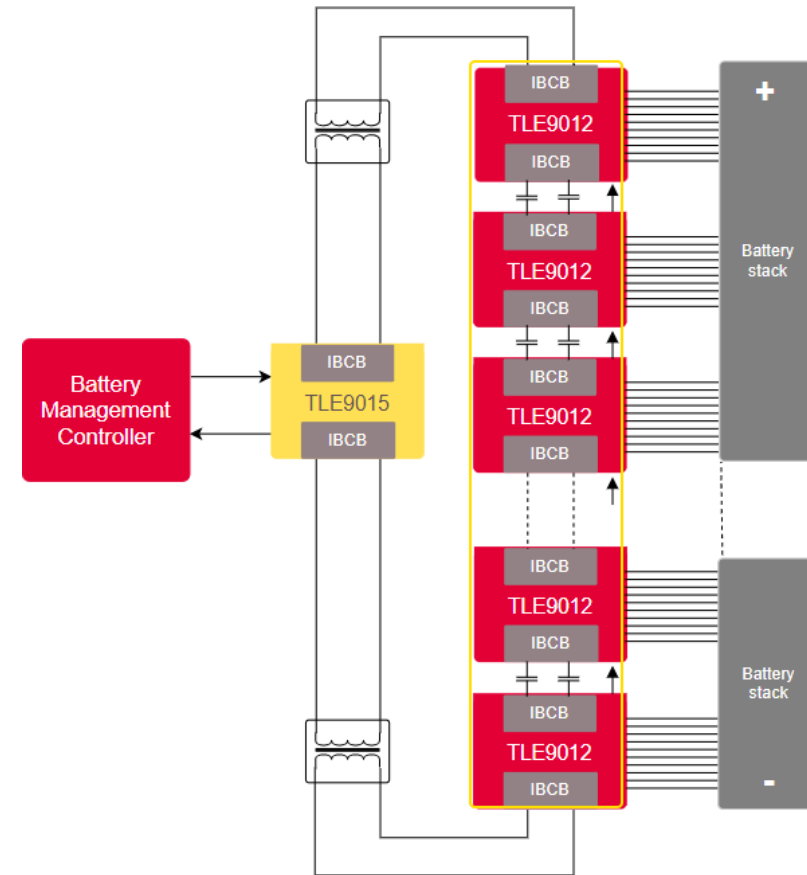 IBCB
TLE9012
IBCB
+
IBCB
TLE9012
IBCB
Battery
stack
IBCB
TLE9015
IBCB
Battery
Management
Controller
IBCB
TLE9012
IBCB
IBCB
TLE9012
IBCB
Battery
stack
IBCB
TLE9012
IBCB
-